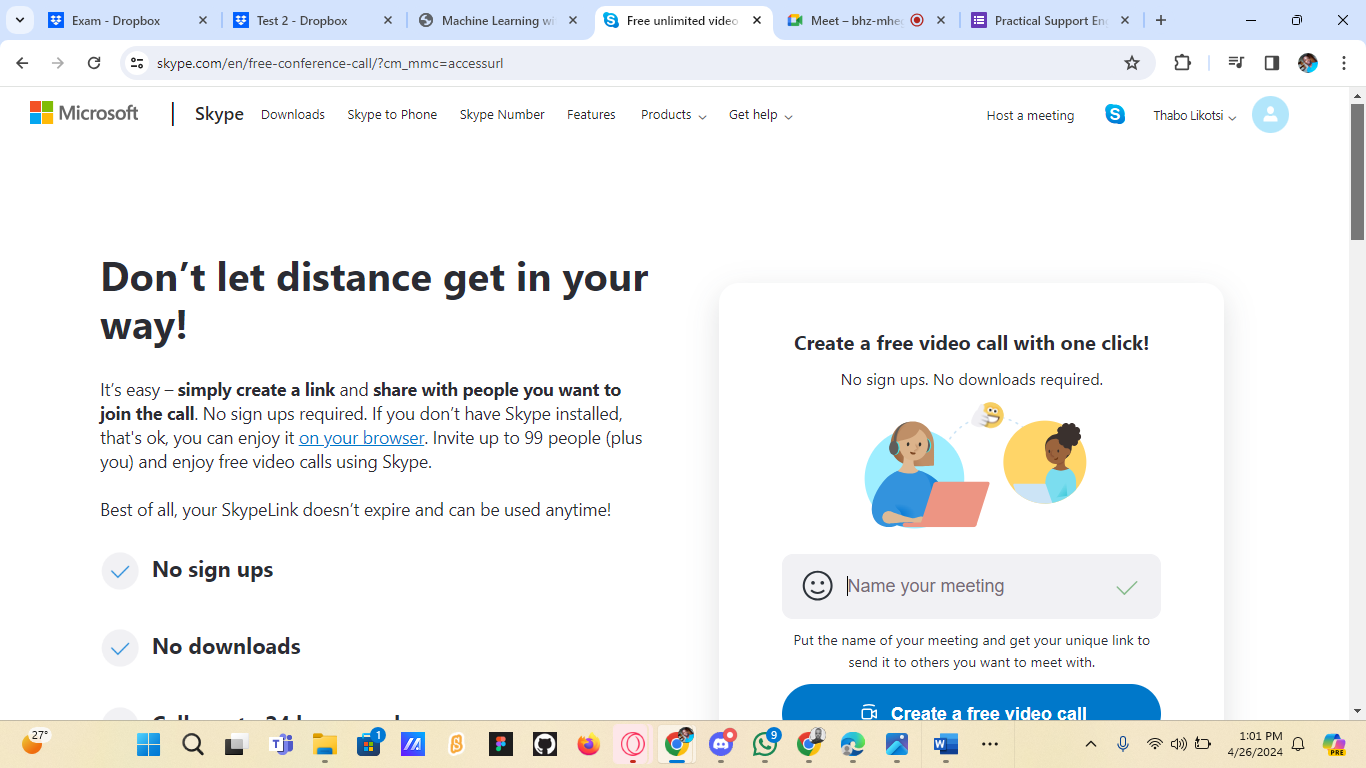 Exam - Dropbox
Test 2 - Dropbox
Machine Learning wi
Free unlimited video
Meet – bhz-mhe
Practical Support En
skype.com/en/free-conference-call/?cm_mmc=accessurl
Microsoft
Skype
Downloads
Skype to Phone
Skype Number
Features
Products
Get help
Host a meeting
Thabo Likotsi
Don’t let distance get in your
way!
It’s easy – simply create a link and share with people you want to
join the call. No sign ups required. If you don’t have Skype installed,
that's ok, you can enjoy it on your browser. Invite up to 99 people (plus
you) and enjoy free video calls using Skype.
Best of all, your SkypeLink doesn’t expire and can be used anytime!
No sign ups
No downloads
Create a free video call with one click!
No sign ups. No downloads required.
Name your meeting
Put the name of your meeting and get your unique link to
send it to others you want to meet with.
Create a free video call
27°
1
9
1:01 PM
4/26/2024
PRE